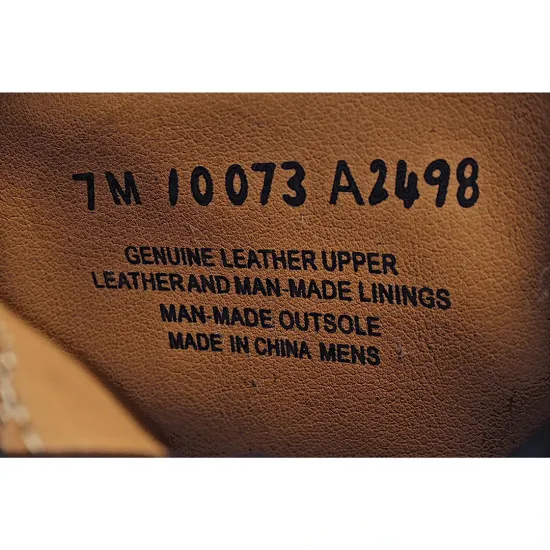 7M 10073 A2498
GENUINE LEATHER UPPER
LEATHER AND MAN-MADE LININGS
MAN-MADE OUTSOLE
MADE IN CHINA MENS